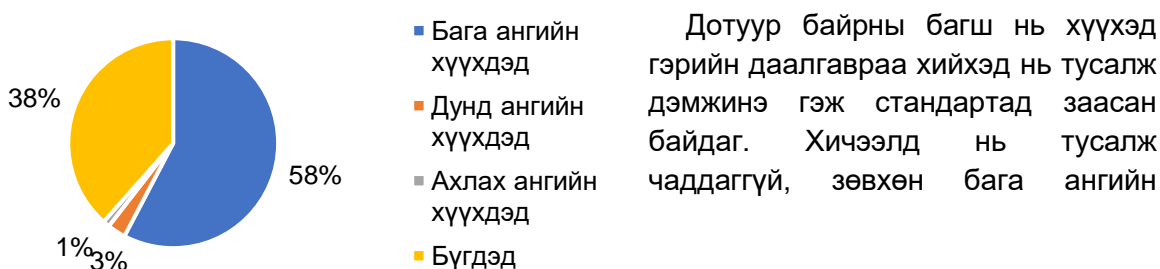 38%
58%
1%
3%
Бага ангийн
хүүхдэд
Дунд ангийн
хүүхдэд
Ахлах ангийн
хүүхдэд
Бүгдэд
Дотуур байрны багш нь хүүхэд
гэрийн даалгавраа хийхэд нь тусалж
дэмжинэ гэж стандартад заасан
байдаг. Хичээлд нь тусалж
чаддаггүй, зөвхөн бага ангийн